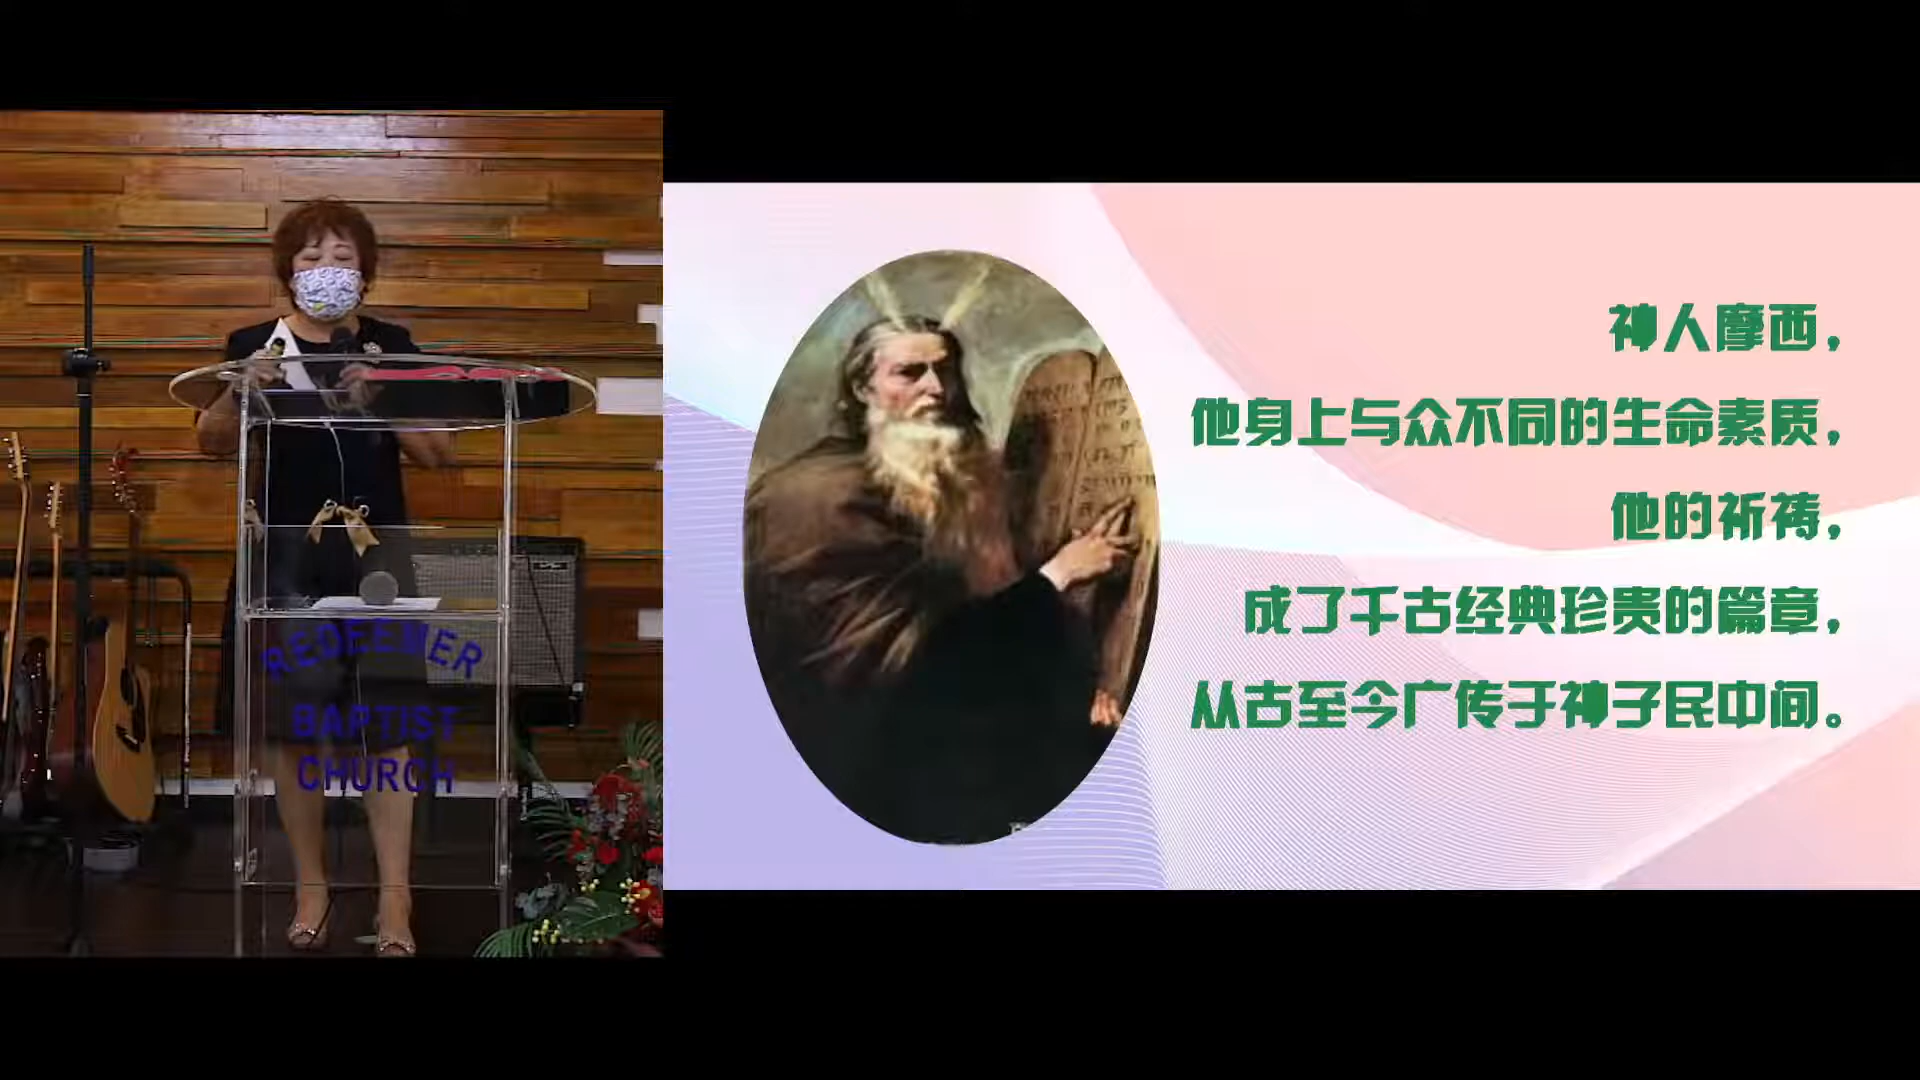 REDEEMER
BAPTIST
CHURCH
神人摩西，
他身上与众不同的生命素质，
他的祈祷，
成了千古经典珍贵的篇章，
从古至今广传于神子民中间。